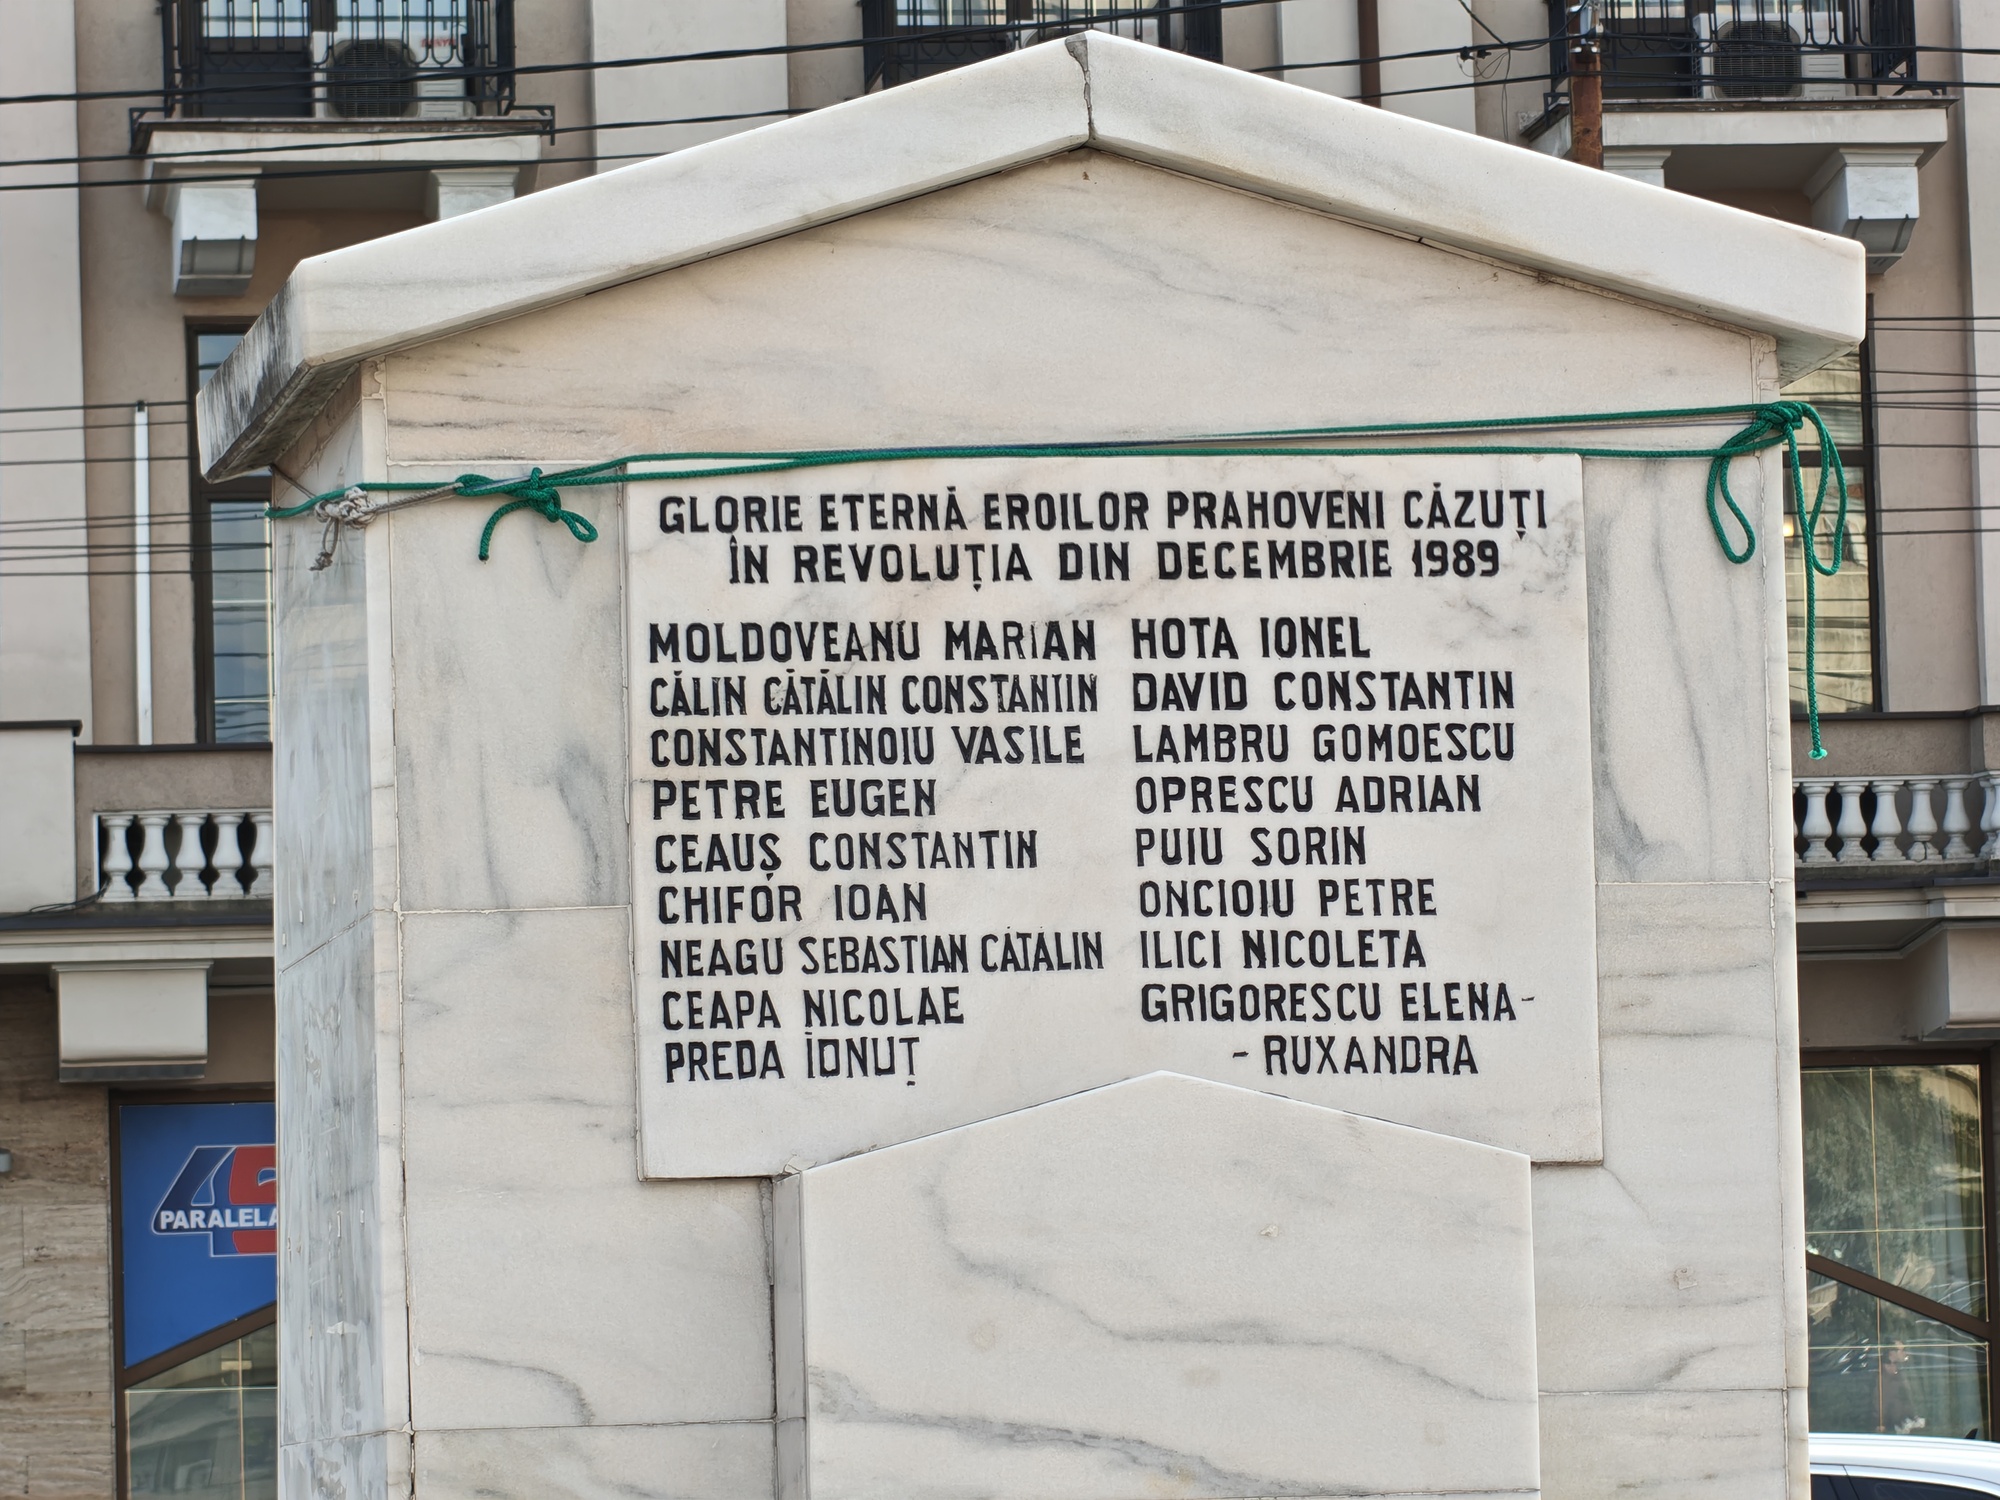 GLORIE ETERNĂ EROILOR PRAHOVENI CĂZUȚI
ÎN REVOLUȚIA DIN DECEMBRIE 1989
MOLDOVEANU MARIAN
CĂLIN CĂTĂLIN CONSTANTIN
CONSTANTINOIU VASILE
PETRE EUGEN
CEAUȘ CONSTANTIN
CHIFOR IOAN
NEAGU SEBASTIAN CĂTALIN
CEAPA NICOLAE
PREDA IONUȚ
HOTA IONEL
DAVID CONSTANTIN
LAMBRU GOMOESCU
OPRESCU ADRIAN
PUIU SORIN
ONCIOIU PETRE
ILICI NICOLETA
GRIGORESCU ELENA-
-RUXANDRA
45
PARALELA